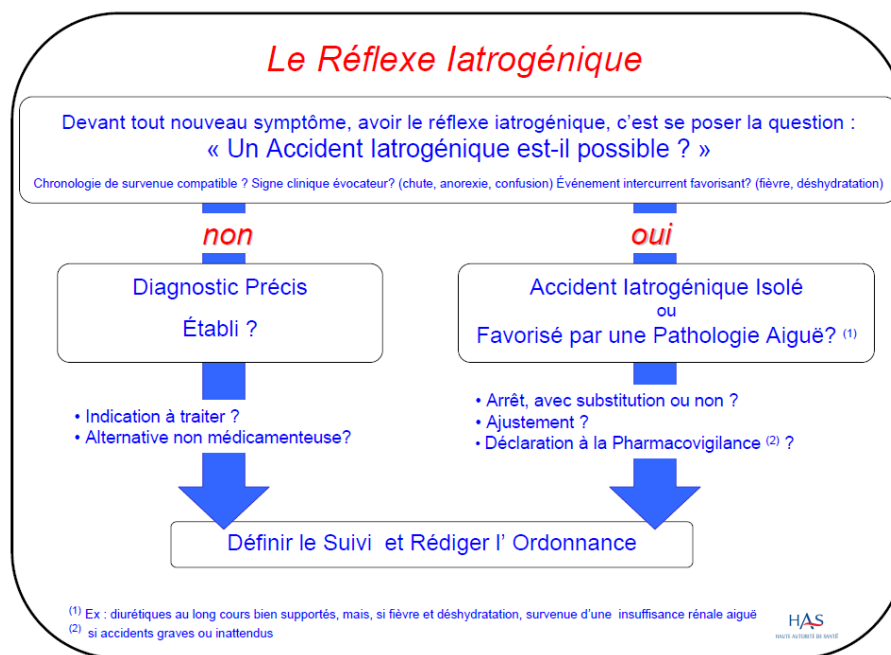 Le Réflexe Iatrogénique
Devant tout nouveau symptôme, avoir le réflexe iatrogénique, c'est se poser la question :
« Un Accident Iatrogénique est-il possible ? »
Chronologie de survenue compatible ? Signe clinique évocateur? (chute, anorexie, confusion) Événement intercurrent favorisant? (fièvre, déshydratation)
non
Diagnostic Précis
Établi ?
• Indication à traiter ?
• Alternative non médicamenteuse?
oui
Accident Iatrogénique Isolé
ou
Favorisé par une Pathologie Aiguë? (1)
• Arrêt, avec substitution ou non ?
• Ajustement ?
• Déclaration à la Pharmacovigilance (2) ?
Définir le Suivi et Rédiger l' Ordonnance
(1) Ex : diurétiques au long cours bien supportés, mais, si fièvre et déshydratation, survenue d'une insuffisance rénale aiguë
(2) si accidents graves ou inattendus
HAS
HAUTE AUTORITÉ DE SANTÉ